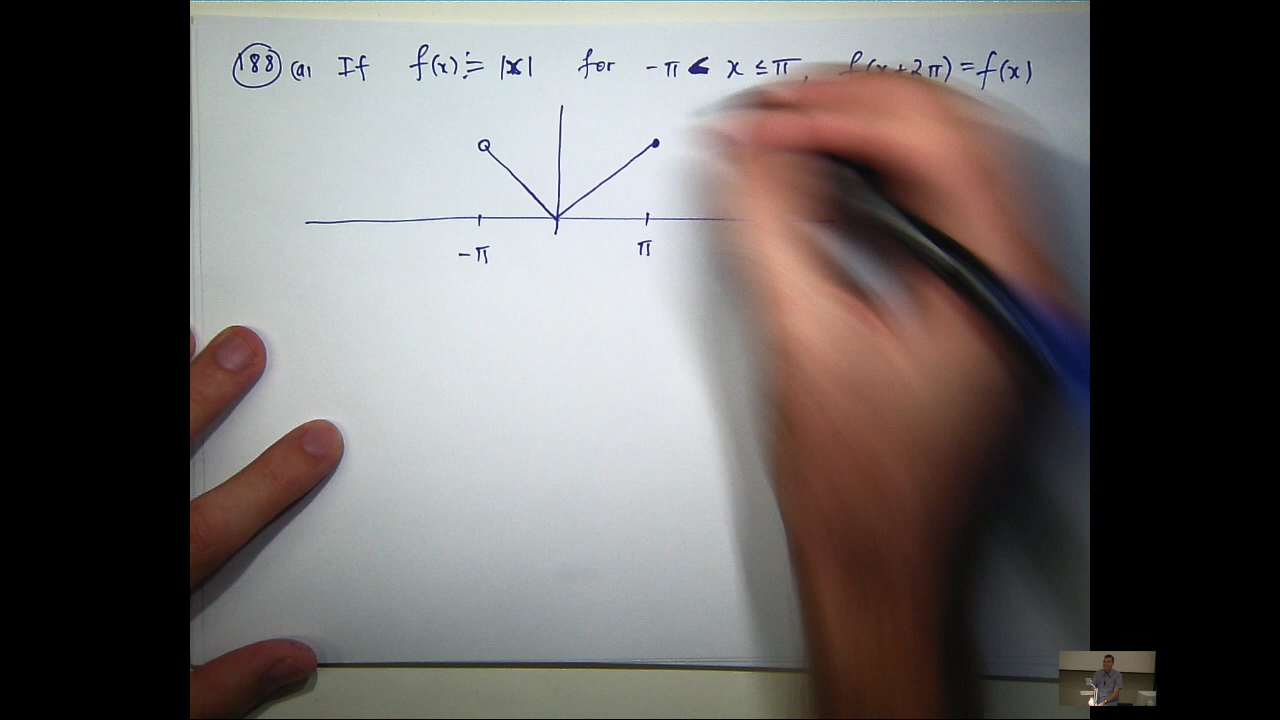 188 (a) If f(x) := |x| for -π < x ≤ π, f(x+2π) = f(x)
-π π